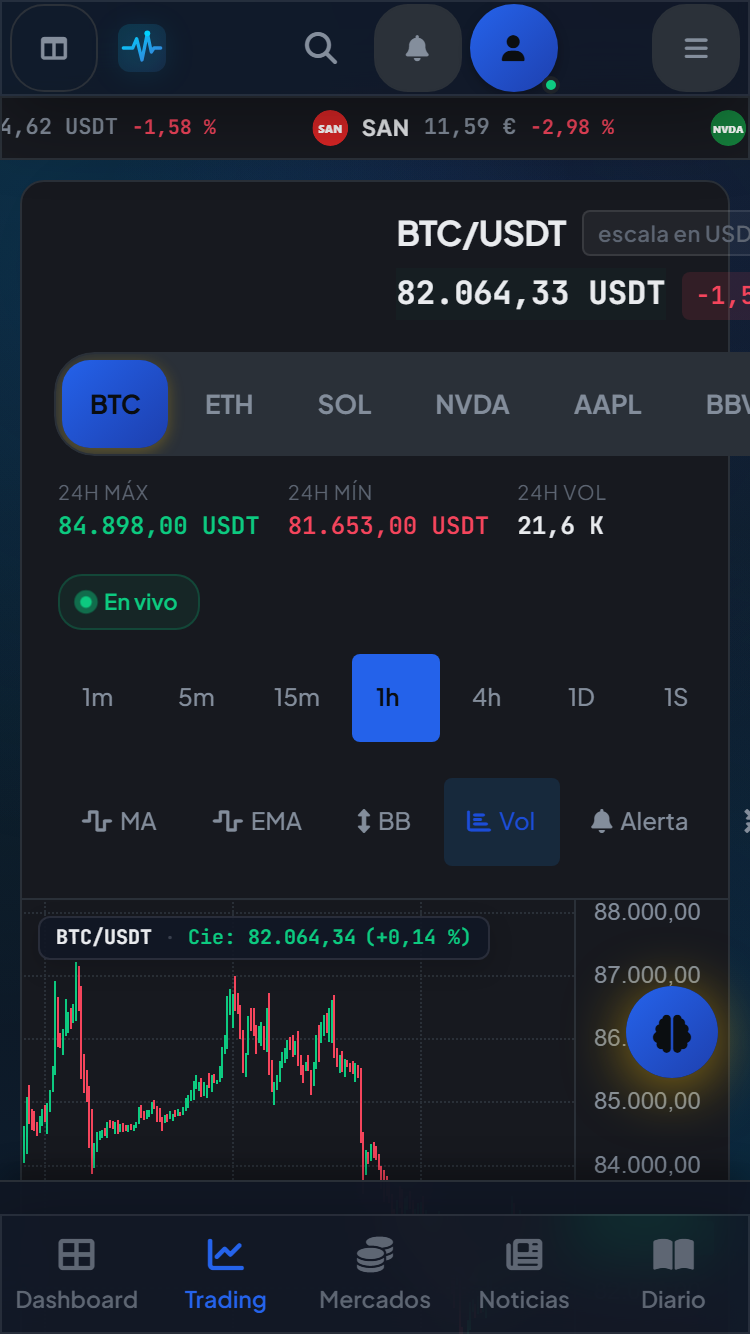 4,62 USDT -1,58 % SAN SAN 11,59 € -2,98 % NVDA
BTC/USDT escala en USD
82.064,33 USDT -1,5
BTC ETH SOL NVDA AAPL BBV
24H MÁX 24H MÍN 24H VOL
84.898,00 USDT 81.653,00 USDT 21,6 K
En vivo
1m 5m 15m 1h 4h 1D 1S
MA EMA BB Vol Alerta
BTC/USDT · Cie: 82.064,34 (+0,14 %)
88.000,00
87.000,00
86.
85.000,00
84.000,00
Dashboard Trading Mercados Noticias Diario